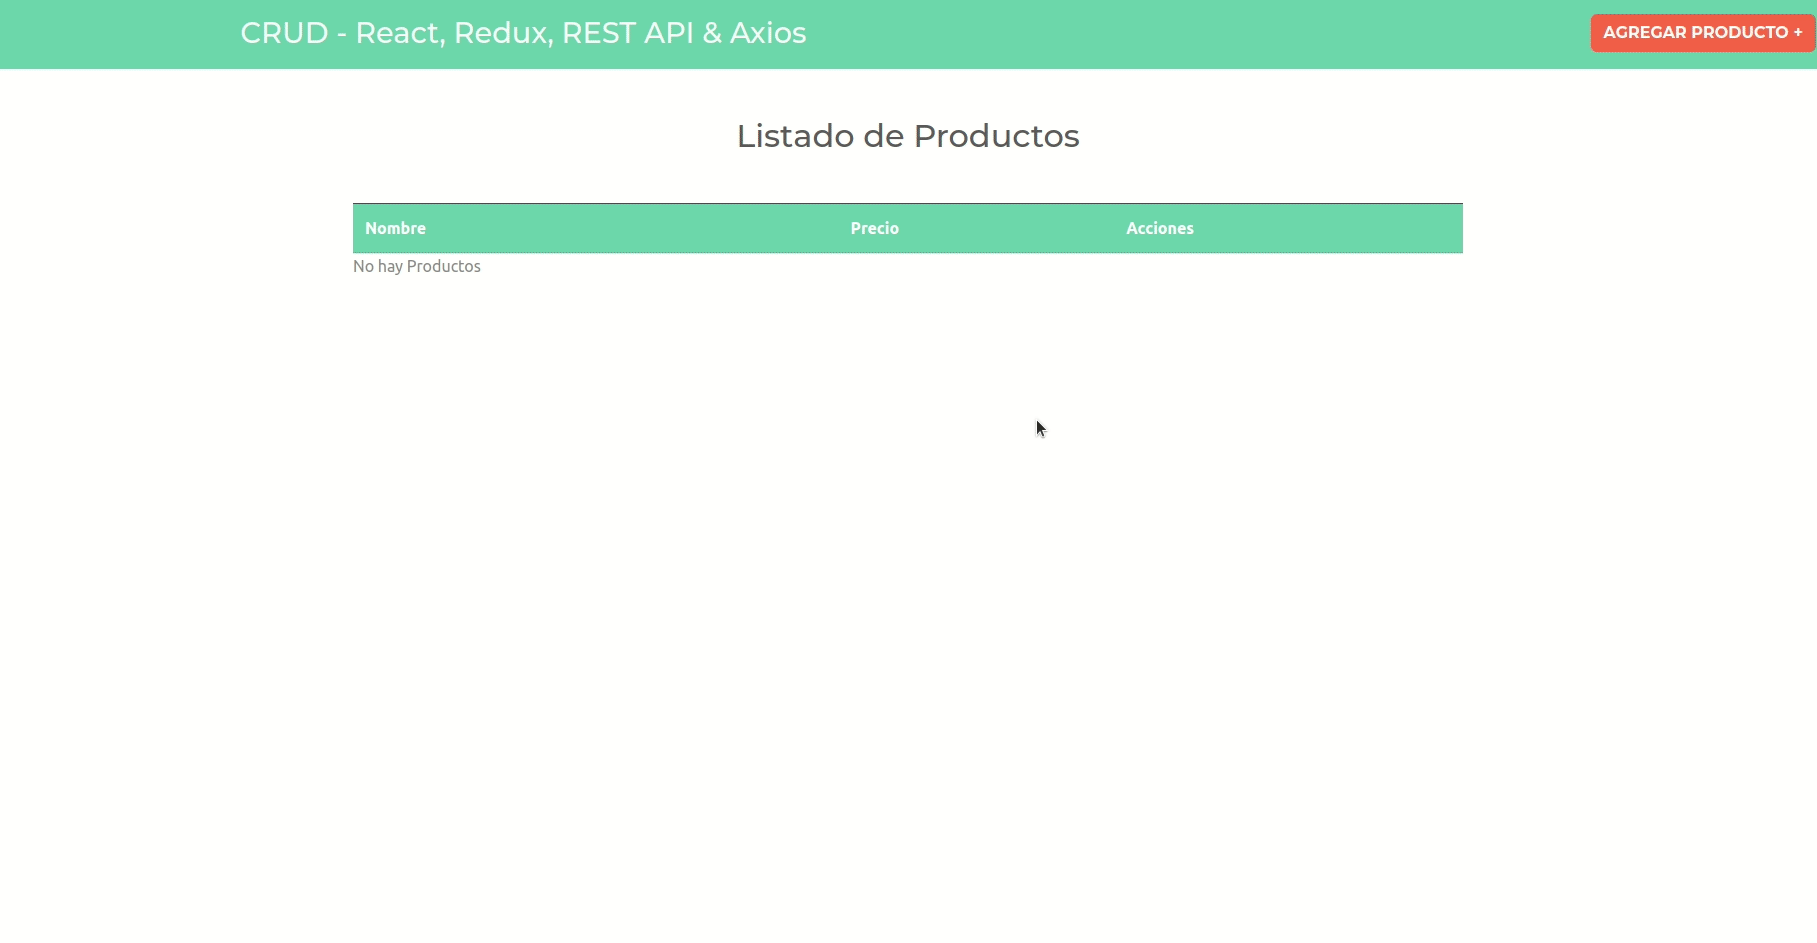 CRUD - React, Redux, REST API & Axios
AGREGAR PRODUCTO +
Listado de Productos
Nombre Precio Acciones
No hay Productos